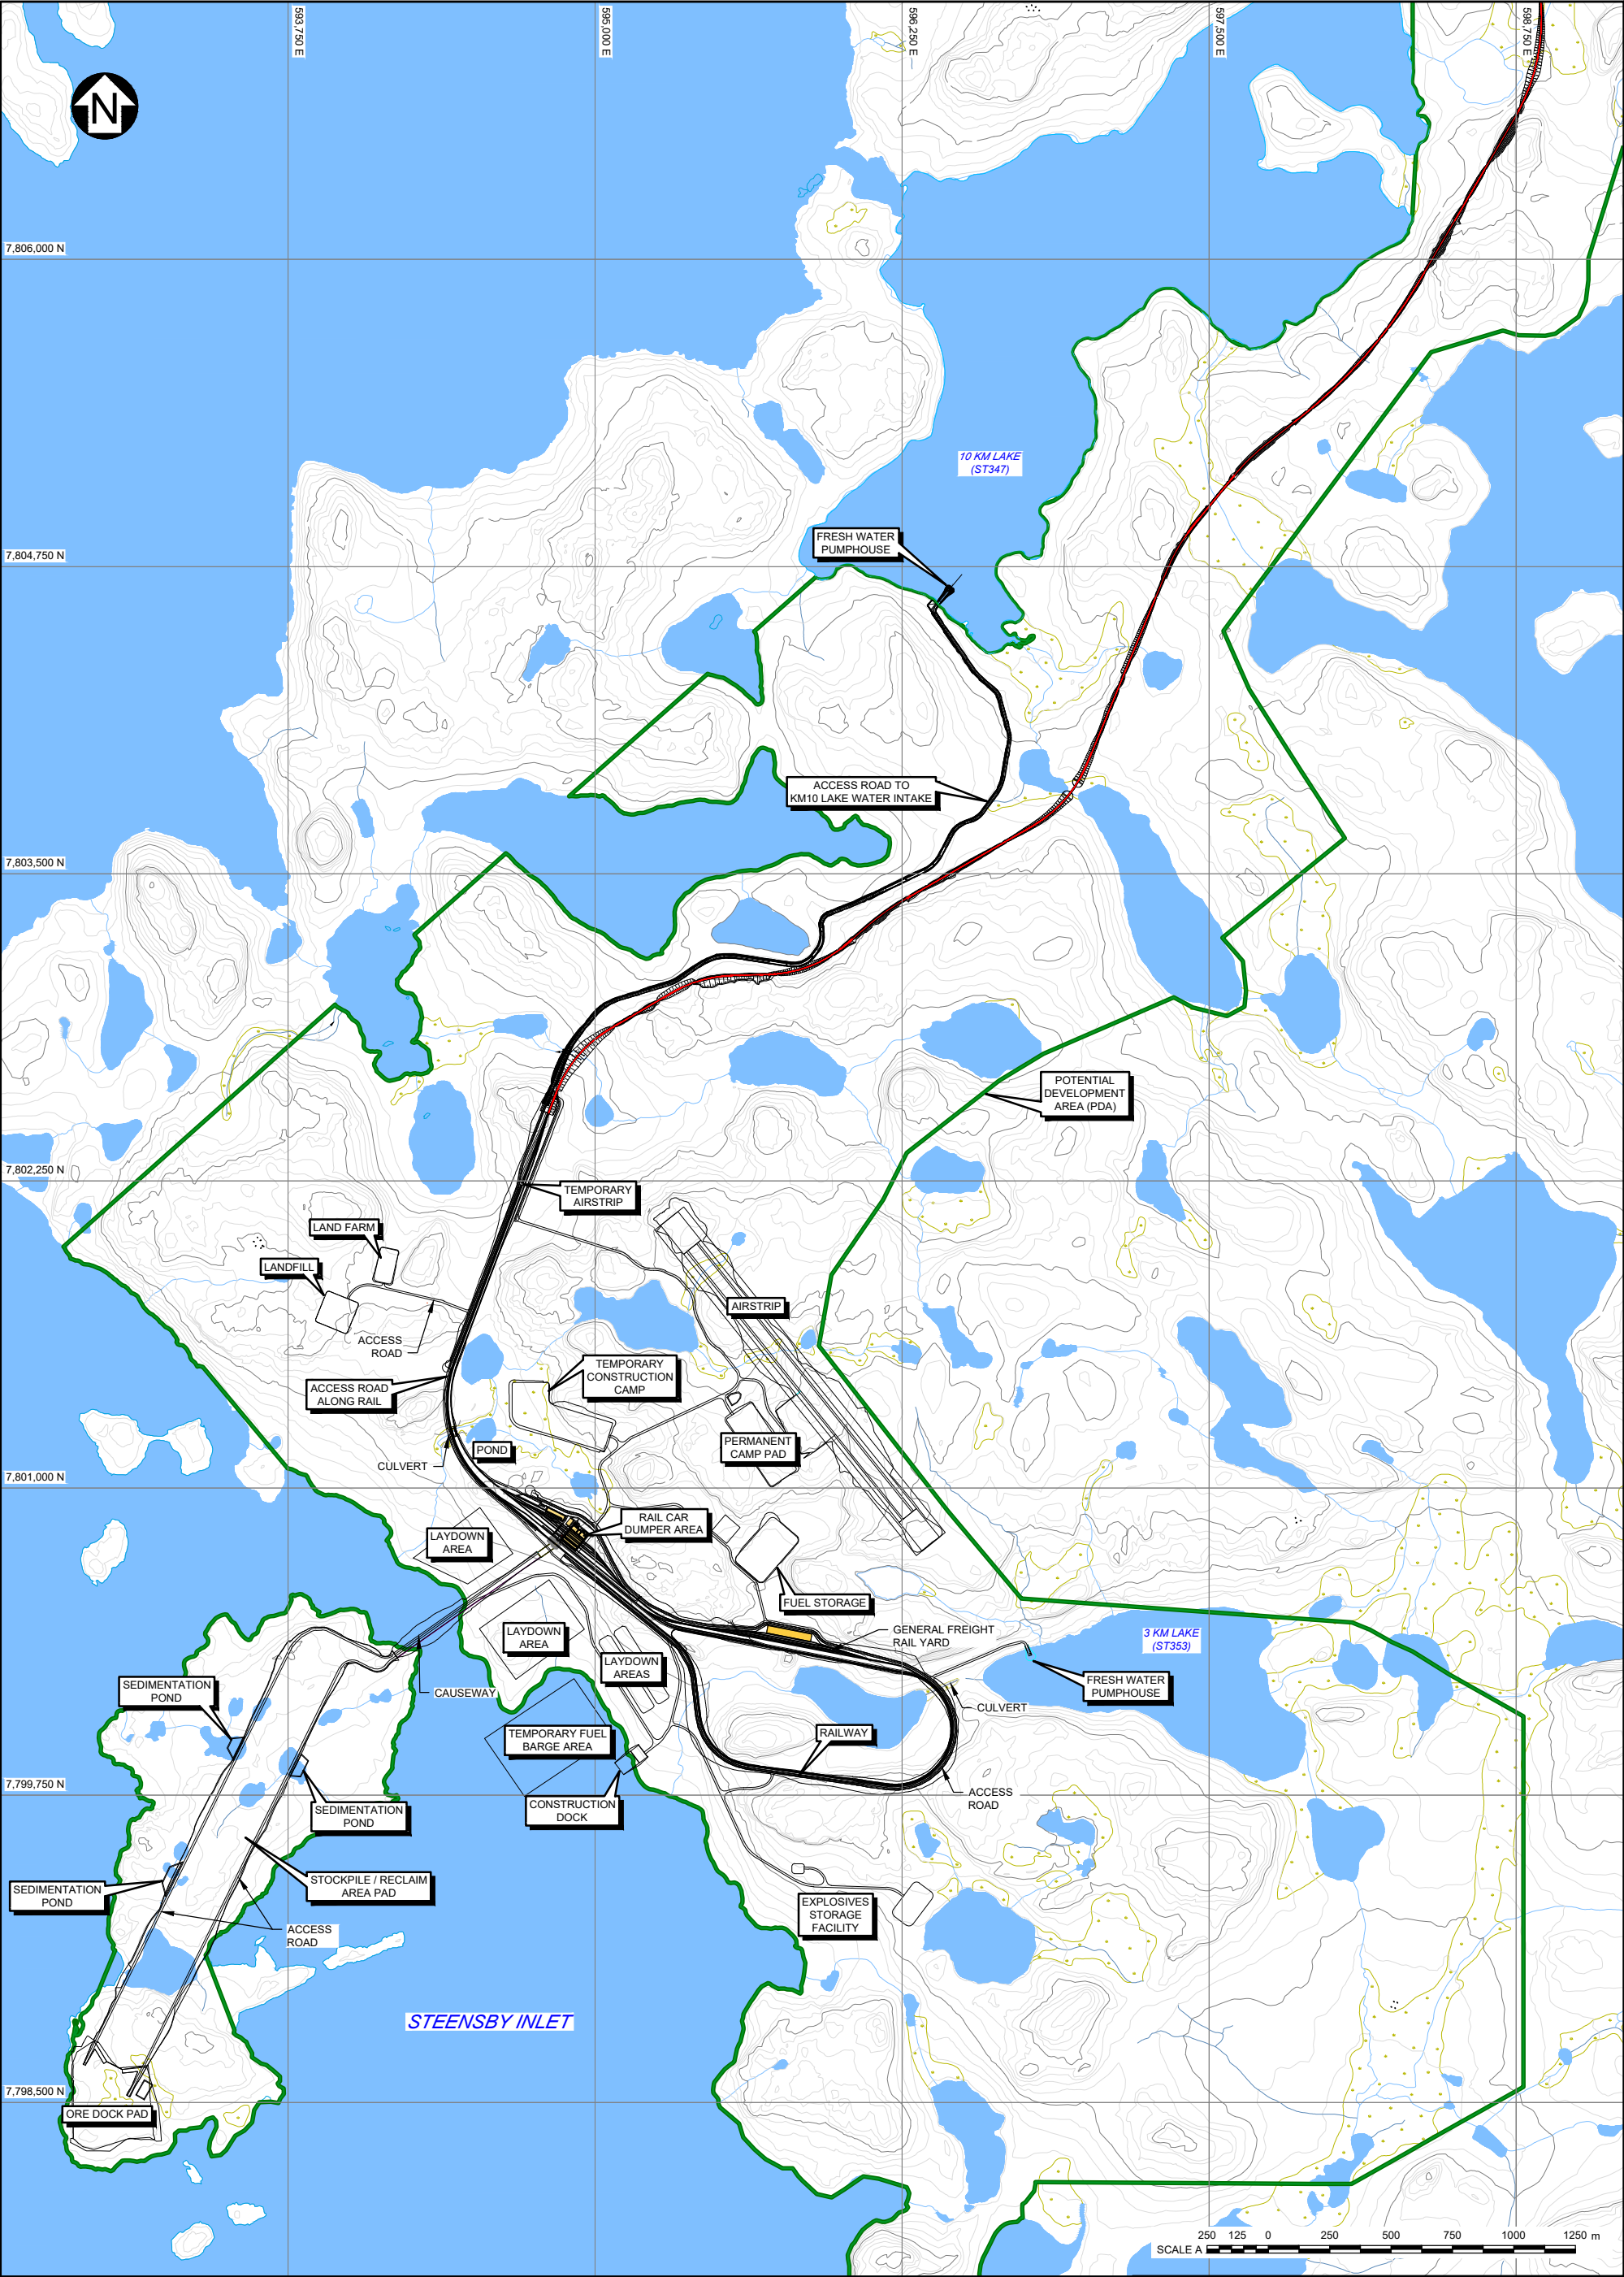 593,750 E
595,000 E
596,250 E
597,500 E
598,750 E
N
7,806,000 N
10 KM LAKE
(ST347)
FRESH WATER
PUMPHOUSE
7,804,750 N
ACCESS ROAD TO
KM10 LAKE WATER INTAKE
7,803,500 N
POTENTIAL
DEVELOPMENT
AREA (PDA)
7,802,250 N
TEMPORARY
AIRSTRIP
LAND FARM
LANDFILL
AIRSTRIP
ACCESS
ROAD
TEMPORARY
CONSTRUCTION
CAMP
ACCESS ROAD
ALONG RAIL
PERMANENT
CAMP PAD
POND
CULVERT
7,801,000 N
RAIL CAR
DUMPER AREA
LAYDOWN
AREA
FUEL STORAGE
GENERAL FREIGHT
RAIL YARD
3 KM LAKE
(ST353)
LAYDOWN
AREA
LAYDOWN
AREAS
FRESH WATER
PUMPHOUSE
SEDIMENTATION
POND
CAUSEWAY
CULVERT
TEMPORARY FUEL
BARGE AREA
RAILWAY
7,799,750 N
ACCESS
ROAD
SEDIMENTATION
POND
CONSTRUCTION
DOCK
STOCKPILE / RECLAIM
AREA PAD
SEDIMENTATION
POND
EXPLOSIVES
STORAGE
FACILITY
ACCESS
ROAD
STEENSBY INLET
7,798,500 N
ORE DOCK PAD
250 125 0 250 500 750 1000 1250 m
SCALE A